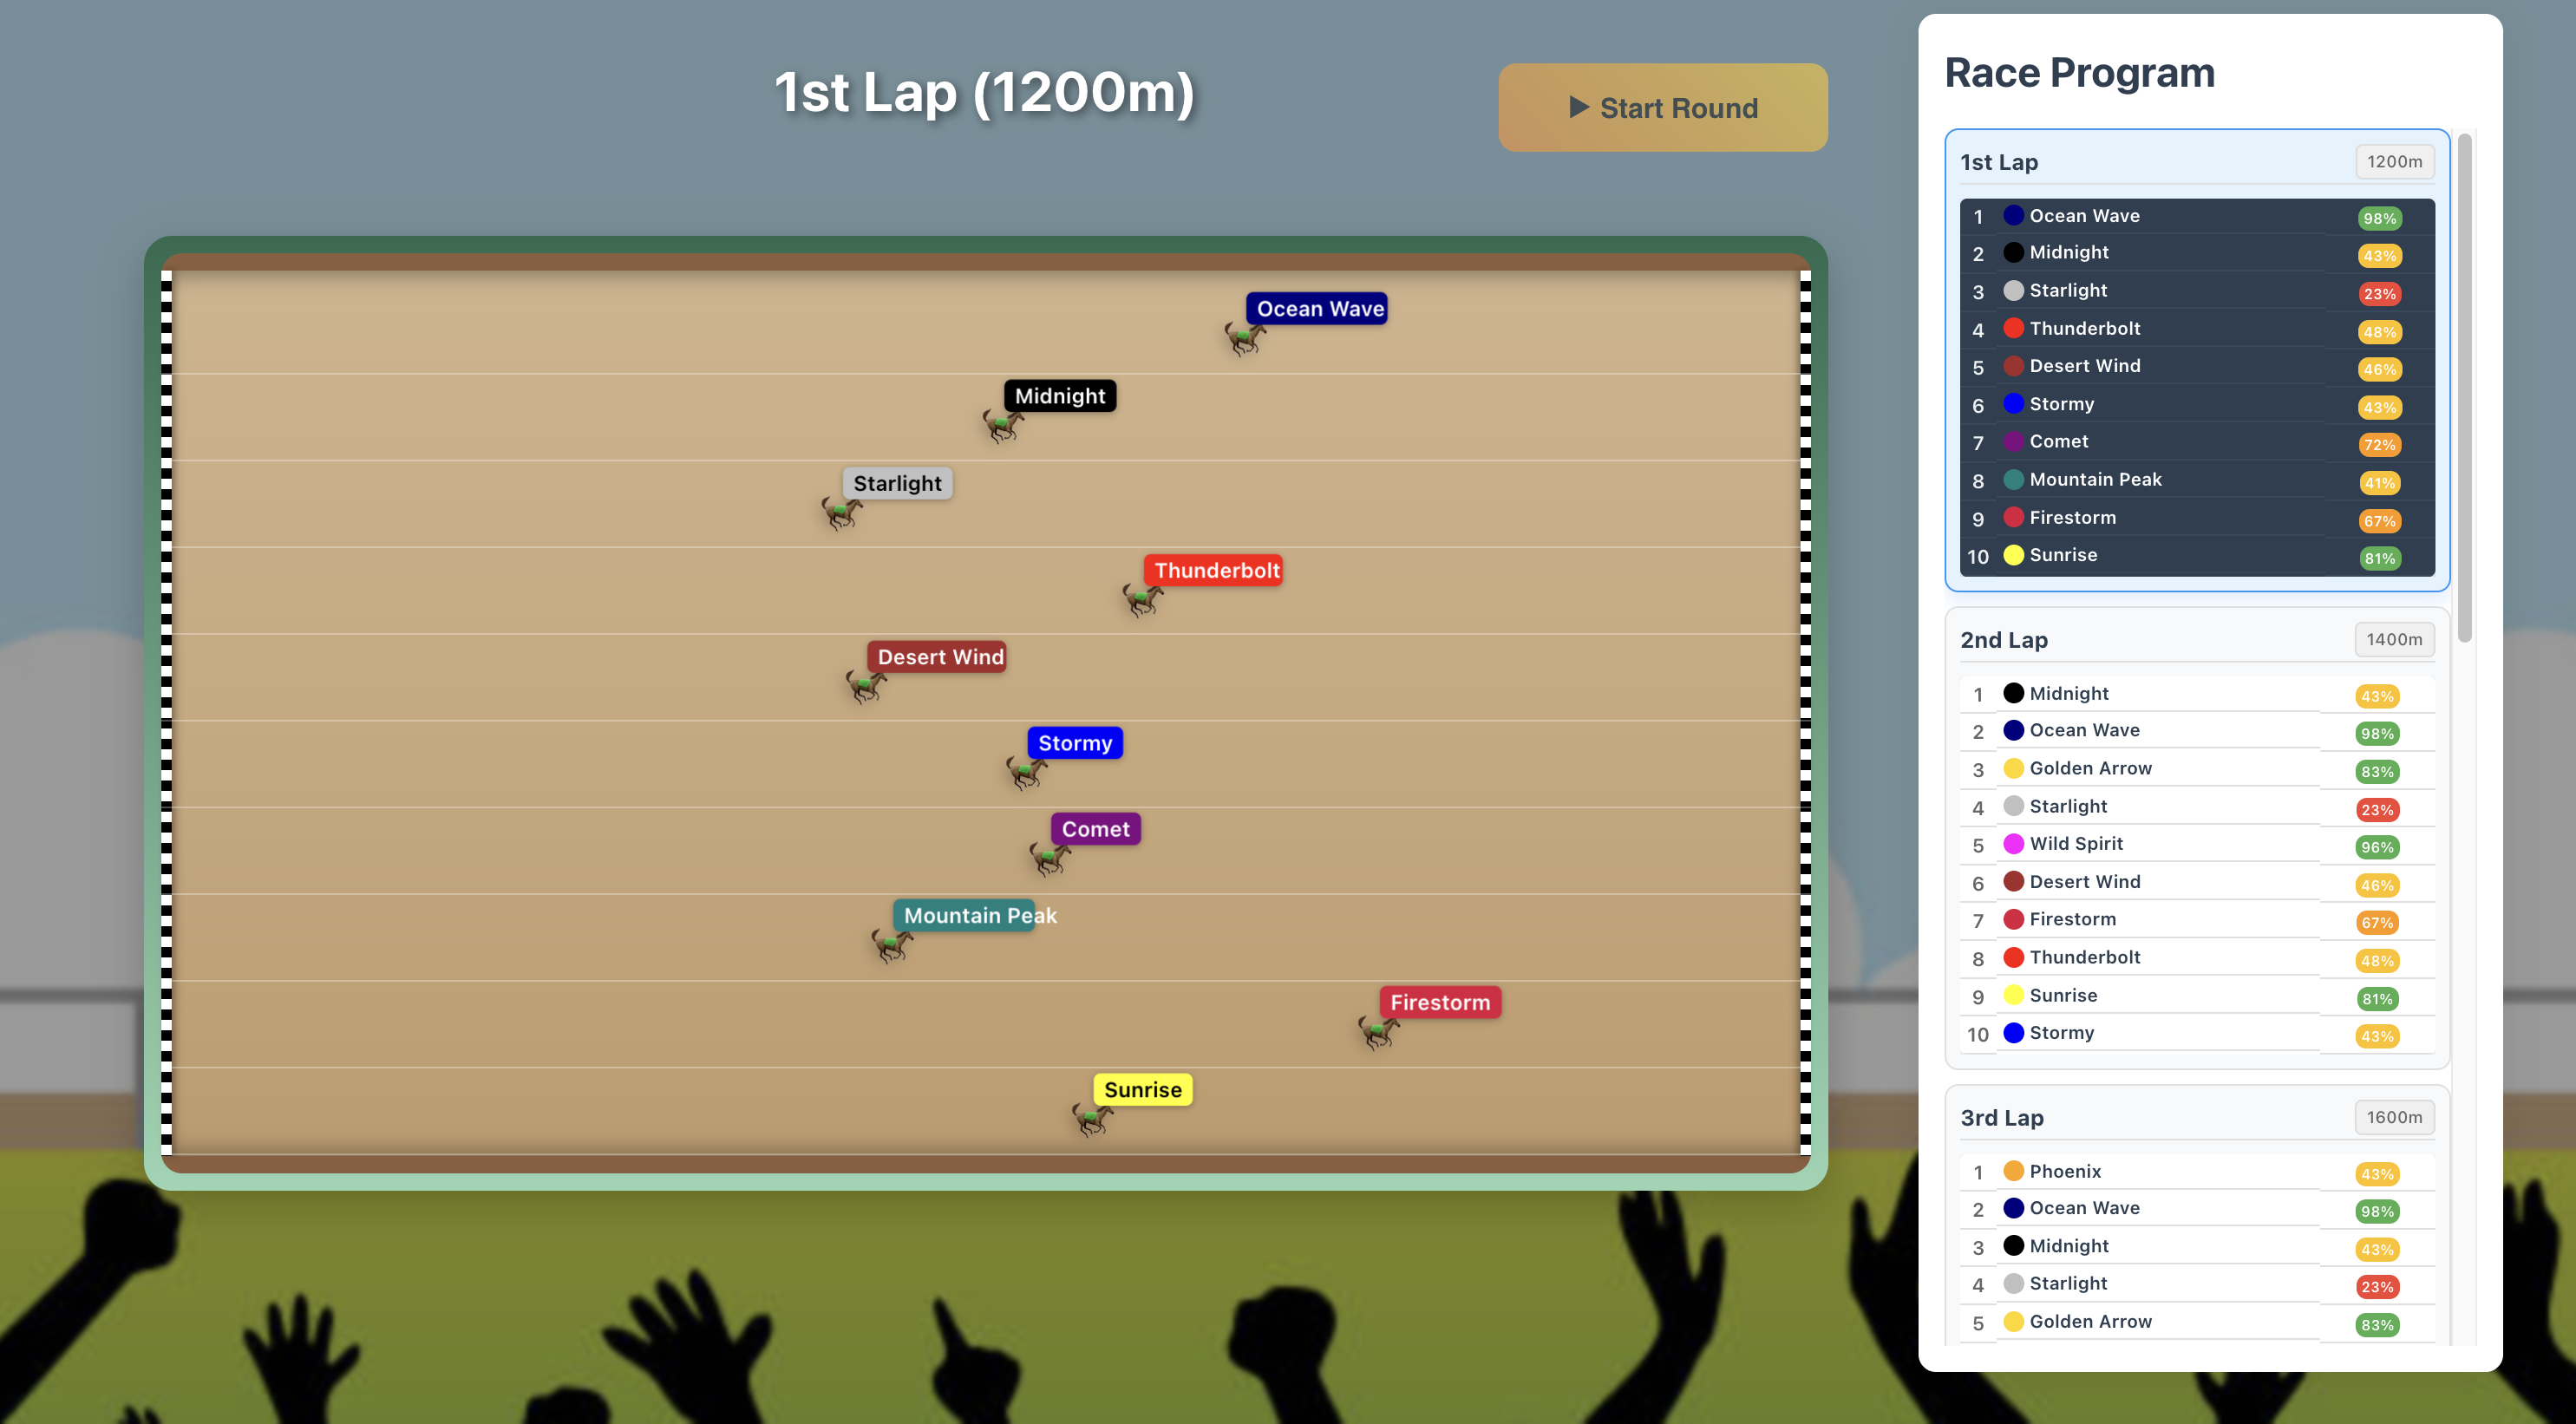 1st Lap (1200m)
▶ Start Round
Ocean Wave
Midnight
Starlight
Thunderbolt
Desert Wind
Stormy
Comet
Mountain Peak
Firestorm
Sunrise
Race Program
1st Lap 1200m
1 Ocean Wave 98%
2 Midnight 43%
3 Starlight 23%
4 Thunderbolt 48%
5 Desert Wind 46%
6 Stormy 43%
7 Comet 72%
8 Mountain Peak 41%
9 Firestorm 67%
10 Sunrise 81%
2nd Lap 1400m
1 Midnight 43%
2 Ocean Wave 98%
3 Golden Arrow 83%
4 Starlight 23%
5 Wild Spirit 96%
6 Desert Wind 46%
7 Firestorm 67%
8 Thunderbolt 48%
9 Sunrise 81%
10 Stormy 43%
3rd Lap 1600m
1 Phoenix 43%
2 Ocean Wave 98%
3 Midnight 43%
4 Starlight 23%
5 Golden Arrow 83%